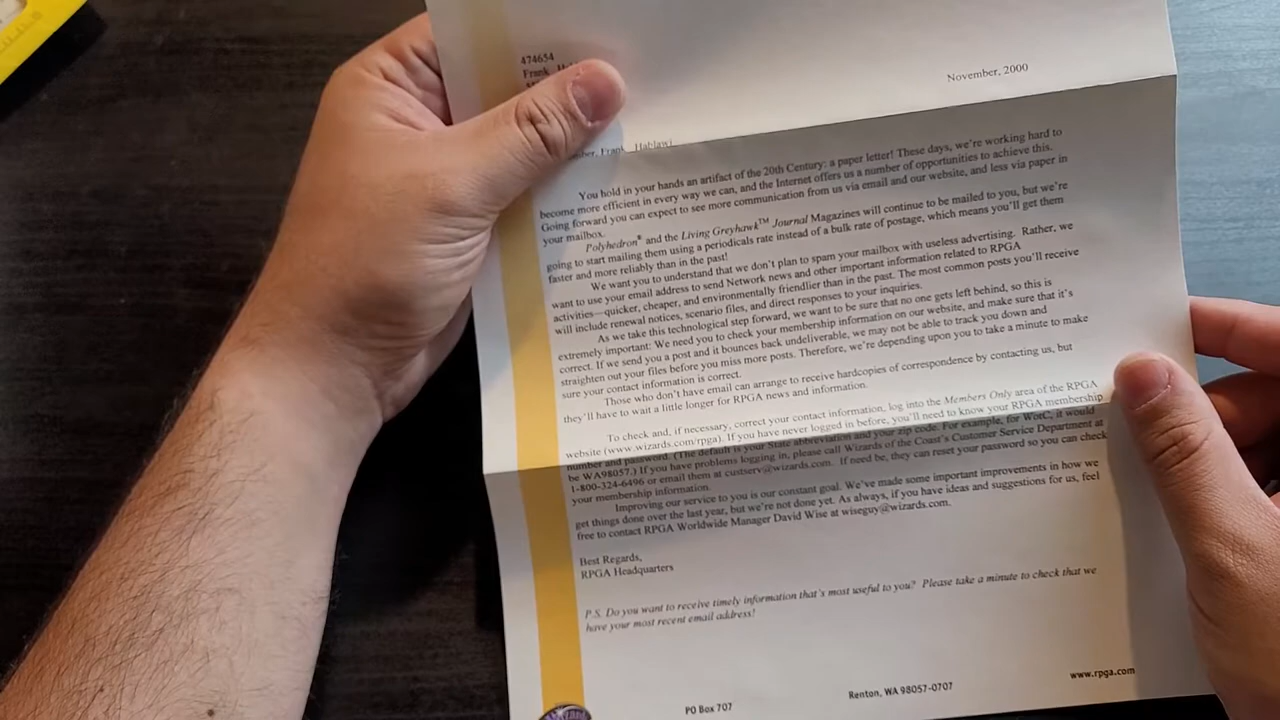 474654
Frank
November, 2000
Frank Hablawi
You hold in your hands an artifact of the 20th Century: a paper letter! These days, we're working hard to
become more efficient in every way we can, and the Internet offers us a number of opportunities to achieve this.
Going forward you can expect to see more communication from us via email and our website, and less via paper in
your mailbox.
Polyhedron® and the Living Greyhawk™ Journal Magazines will continue to be mailed to you, but we're
going to start mailing them using a periodicals rate instead of a bulk rate of postage, which means you'll get them
faster and more reliably than in the past!
We want you to understand that we don't plan to spam your mailbox with useless advertising. Rather, we
want to use your email address to send Network news and other important information related to RPGA
activities—quicker, cheaper, and environmentally friendlier than in the past. The most common posts you'll receive
will include renewal notices, scenario files, and direct responses to your inquiries.
As we take this technological step forward, we want to be sure that no one gets left behind, so this is
extremely important: We need you to check your membership information on our website, and make sure that it's
correct. If we send you a post and it bounces back undeliverable, we may not be able to track you down and
straighten out your files before you miss more posts. Therefore, we're depending upon you to take a minute to make
sure your contact information is correct.
Those who don't have email can arrange to receive hardcopies of correspondence by contacting us, but
they'll have to wait a little longer for RPGA news and information.
To check and, if necessary, correct your contact information, log into the Members Only area of the RPGA
website (www.wizards.com/rpga). If you have never logged in before, you'll need to know your RPGA membership
number and password. (The default is your State abbreviation and your zip code. For example, for WotC, it would
be WA98057.) If you have problems logging in, please call Wizards of the Coast's Customer Service Department at
1-800-324-6496 or email them at custserv@wizards.com. If need be, they can reset your password so you can check
your membership information.
Improving our service to you is our constant goal. We've made some important improvements in how we
get things done over the last year, but we're not done yet. As always, if you have ideas and suggestions for us, feel
free to contact RPGA Worldwide Manager David Wise at wiseguy@wizards.com.
Best Regards,
RPGA Headquarters
P.S. Do you want to receive timely information that's most useful to you? Please take a minute to check that we
have your most recent email address!
PO Box 707
Renton, WA 98057-0707
www.rpga.com